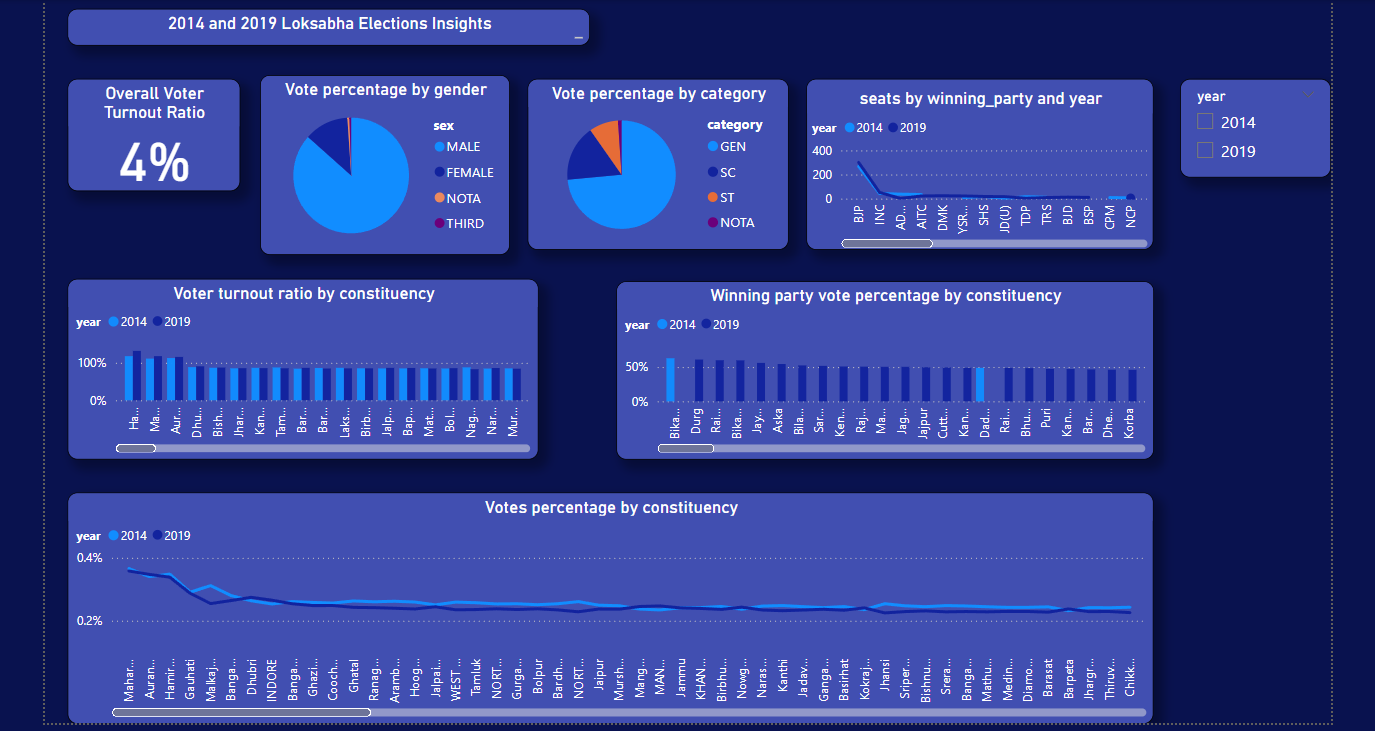 2014 and 2019 Loksabha Elections Insights
Overall Voter
Turnout Ratio
4%
Vote percentage by gender
sex
MALE
FEMALE
NOTA
THIRD
Vote percentage by category
category
GEN
SC
ST
NOTA
seats by winning_party and year
year 2014 2019
400
200
0
BJP
INC
AD...
AITC
DMK
YSR...
SHS
JD(U)
TDP
TRS
BJD
BSP
CPM
NCP
year
2014
2019
Voter turnout ratio by constituency
year 2014 2019
100%
0%
Ha...
Ma...
Aur...
Dhu...
Bish...
Jhar...
Kan...
Tam...
Bar...
Bar...
Laks...
Birb...
Jalp...
Bap...
Mat...
Bol...
Nag...
Nar...
Mur...
Winning party vote percentage by constituency
year 2014 2019
50%
0%
Bika...
Durg
Rai...
Bika...
Jay...
Aska
Bila...
Sar...
Ken...
Raj...
Ma...
Jag...
Jajpur
Cutt...
Kan...
Dad...
Rai...
Bhu...
Puri
Kan...
Bar...
Dhe...
Korba
Votes percentage by constituency
year 2014 2019
0.4%
0.2%
Mahar...
Auran...
Hamir...
Gauhati
Malkaj...
Banga...
Dhubri
INDORE
Banga...
Ghazi...
Cooch...
Ghatal
Ranag...
Aramb...
Hoog...
Jalpai...
WEST ...
Tamluk
NORT...
Gurga...
Bolpur
Bardh...
NORT...
Jaipur
Mursh...
Mang...
MAN...
Jammu
KHAN...
Birbhu...
Nowg...
Naras...
Kanthi
Jadav...
Ganga...
Basirhat
Kokraj...
Jhansi
Sriper...
Bishnu...
Srera...
Banga...
Mathu...
Medin...
Diamo...
Barasat
Barpeta
Jhargr...
Thiruv...
Chikk...